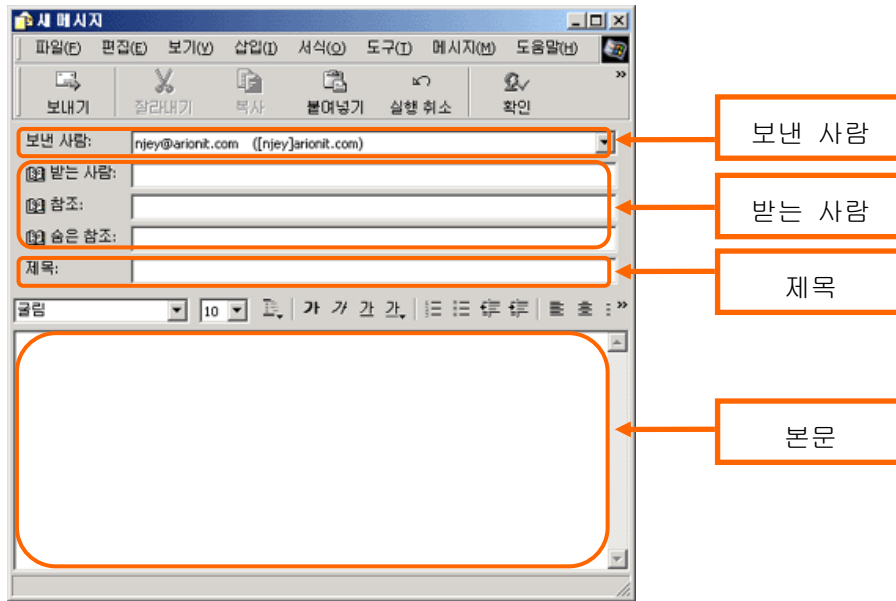 새 메시지
파일(F) 편집(E) 보기(V) 삽입(I) 서식(O) 도구(T) 메시지(M) 도움말(H)
보내기 잘라내기 복사 붙여넣기 실행 취소 확인 »
보낸 사람: njey@arionit.com ([njey]arionit.com)
보낸 사람
받는 사람:
참조:
받는 사람
숨은 참조:
제목:
제목
굴림 10 가 가 가 가 »
본문